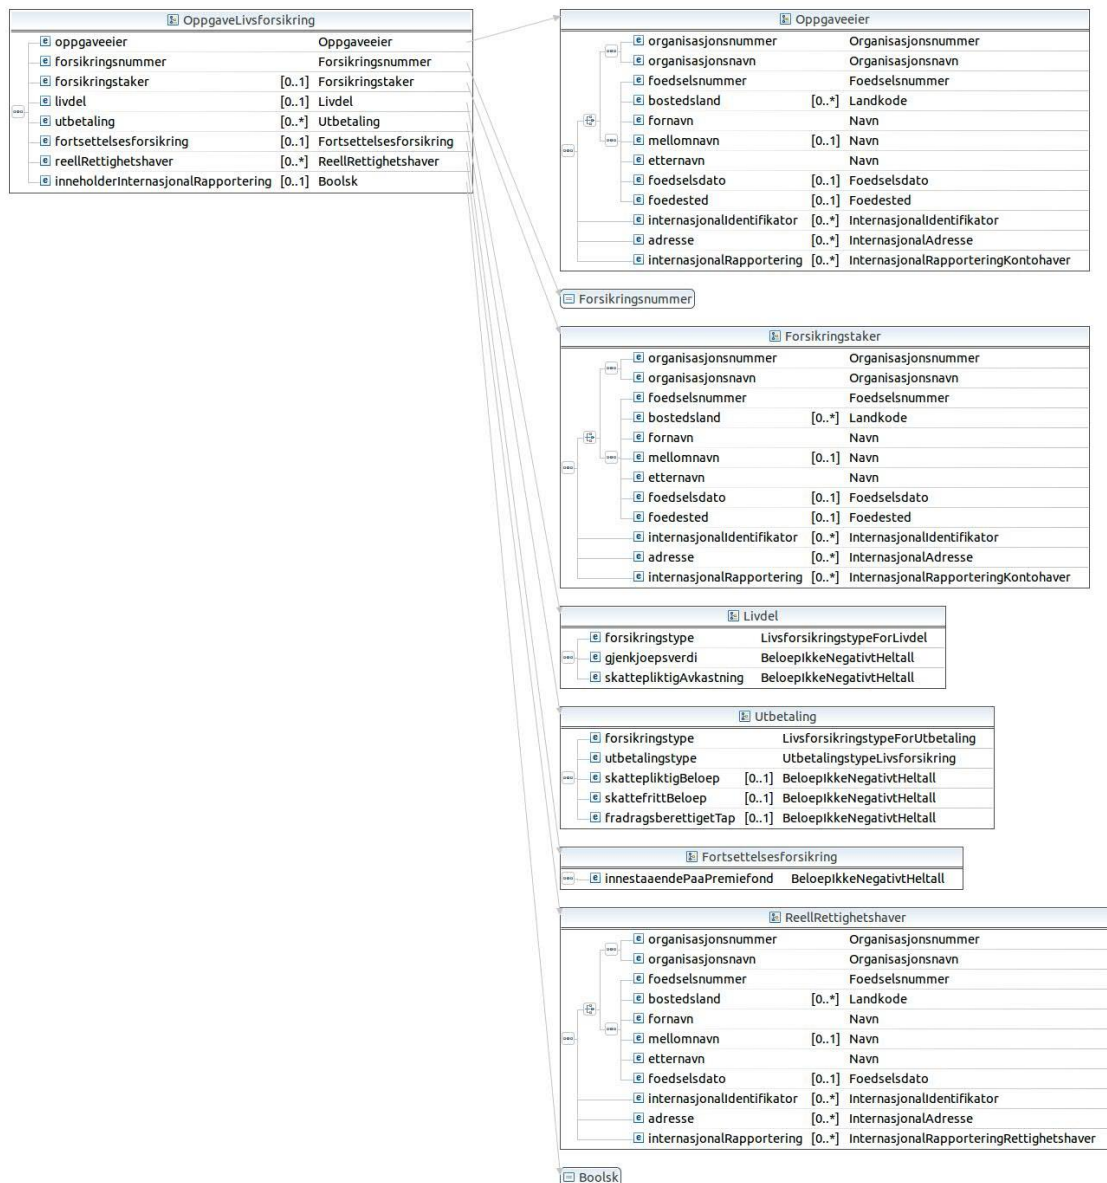 OppgaveLivsforsikring
oppgaveeier Oppgaveeier
forsikringsnummer Forsikringsnummer
forsikringstaker [0..1] Forsikringstaker
livdel [0..1] Livdel
utbetaling [0..*] Utbetaling
fortsettelsesforsikring [0..1] Fortsettelsesforsikring
reellRettighetshaver [0..*] ReellRettighetshaver
inneholderInternasjonalRapportering [0..1] Boolsk
Oppgaveeier
organisasjonsnummer Organisasjonsnummer
organisasjonsnavn Organisasjonsnavn
foedselsnummer Foedselsnummer
bostedsland [0..*] Landkode
fornavn Navn
mellomnavn [0..1] Navn
etternavn Navn
foedselsdato [0..1] Foedselsdato
foedested [0..1] Foedested
internasjonalIdentifikator [0..*] InternasjonalIdentifikator
adresse [0..*] InternasjonalAdresse
internasjonalRapportering [0..*] InternasjonalRapporteringKontohaver
Forsikringsnummer
Forsikringstaker
organisasjonsnummer Organisasjonsnummer
organisasjonsnavn Organisasjonsnavn
foedselsnummer Foedselsnummer
bostedsland [0..*] Landkode
fornavn Navn
mellomnavn [0..1] Navn
etternavn Navn
foedselsdato [0..1] Foedselsdato
foedested [0..1] Foedested
internasjonalIdentifikator [0..*] InternasjonalIdentifikator
adresse [0..*] InternasjonalAdresse
internasjonalRapportering [0..*] InternasjonalRapporteringKontohaver
Livdel
forsikringstype LivsforsikringstypeForLivdel
gjenkjoepsverdi BeloepIkkeNegativtHeltall
skattepliktigAvkastning BeloepIkkeNegativtHeltall
Utbetaling
forsikringstype LivsforsikringstypeForUtbetaling
utbetalingstype UtbetalingstypeLivsforsikring
skattepliktigBeloep [0..1] BeloepIkkeNegativtHeltall
skattefrittBeloep [0..1] BeloepIkkeNegativtHeltall
fradragsberettigetTap [0..1] BeloepIkkeNegativtHeltall
Fortsettelsesforsikring
innestaaendePaaPremiefond BeloepIkkeNegativtHeltall
ReellRettighetshaver
organisasjonsnummer Organisasjonsnummer
organisasjonsnavn Organisasjonsnavn
foedselsnummer Foedselsnummer
bostedsland [0..*] Landkode
fornavn Navn
mellomnavn [0..1] Navn
etternavn Navn
foedselsdato [0..1] Foedselsdato
internasjonalIdentifikator [0..*] InternasjonalIdentifikator
adresse [0..*] InternasjonalAdresse
internasjonalRapportering [0..*] InternasjonalRapporteringRettighetshaver
Boolsk